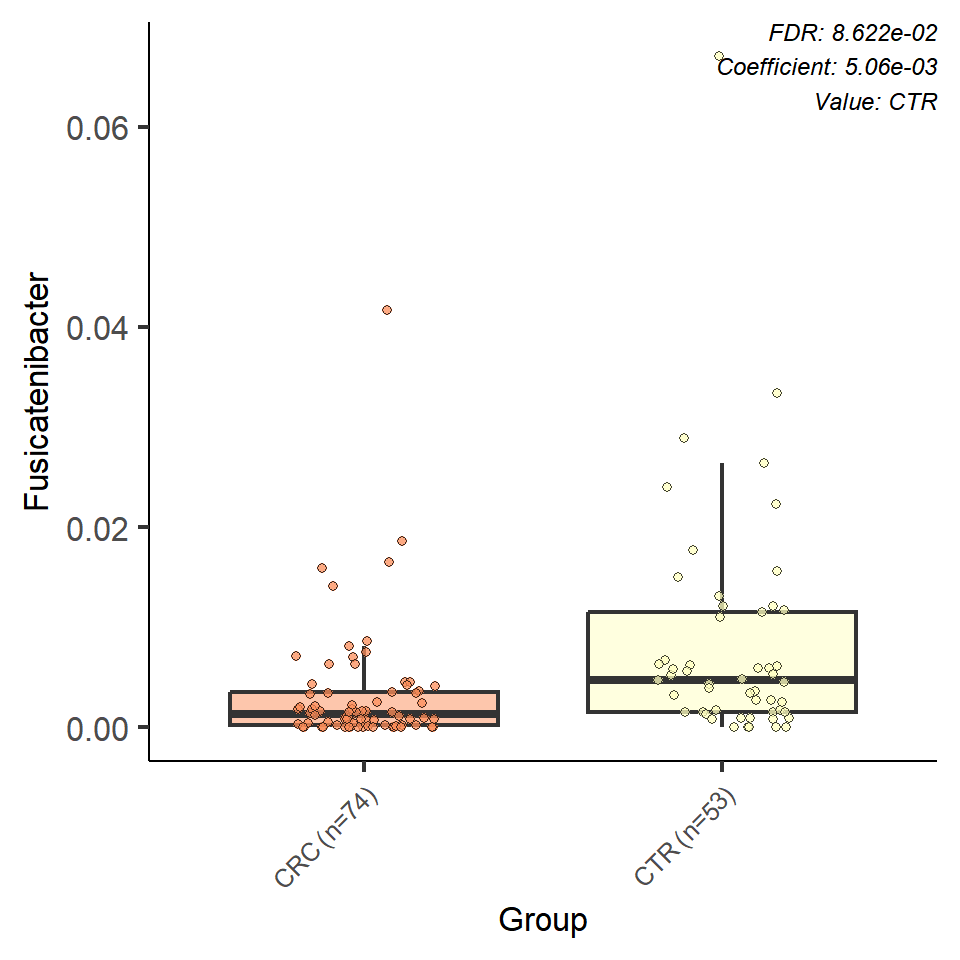 FDR: 8.622e-02
Coefficient: 5.06e-03
Value: CTR
Fusicatenibacter
0.06
0.04
0.02
0.00
CRC (n=74)
CTR (n=53)
Group